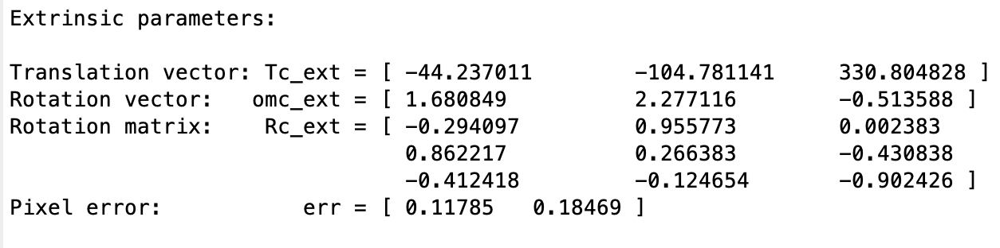 Extrinsic parameters:
Translation vector: Tc_ext = [ −44.237011 −104.781141 330.804828 ]
Rotation vector: omc_ext = [ 1.680849 2.277116 −0.513588 ]
Rotation matrix: Rc_ext = [ −0.294097 0.955773 0.002383
0.862217 0.266383 −0.430838
−0.412418 −0.124654 −0.902426 ]
Pixel error: err = [ 0.11785 0.18469 ]